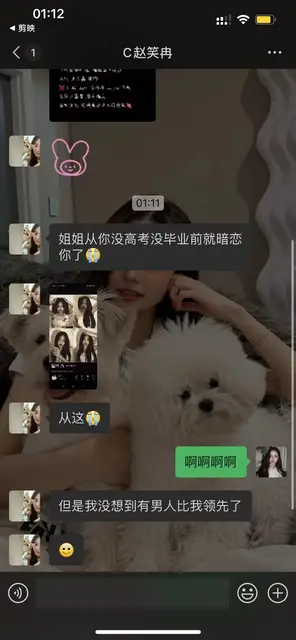 01:12
剪映
1
C赵笑冉
01:11
姐姐从你没高考没毕业前就暗恋
你了
从这
啊啊啊啊
但是我没想到有男人比我领先了